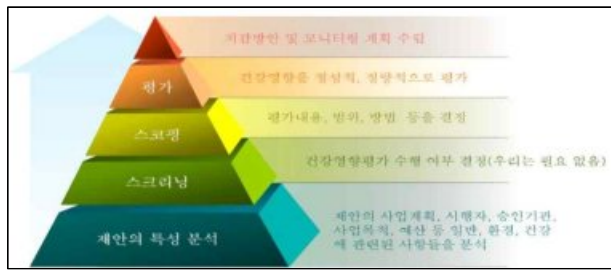 저감방안 및 모니터링 계획 수립
평가
건강영향을 정성적, 정량적으로 평가
스코핑
평가내용, 범위, 방법 등을 결정
스크리닝
건강영향평가 수행 여부 결정(우리는 필요 없음)
제안의 특성 분석
제안의 사업계획, 시행자, 승인기관,
사업목적, 예산 등 일반, 환경, 건강
에 관련된 사항들을 분석